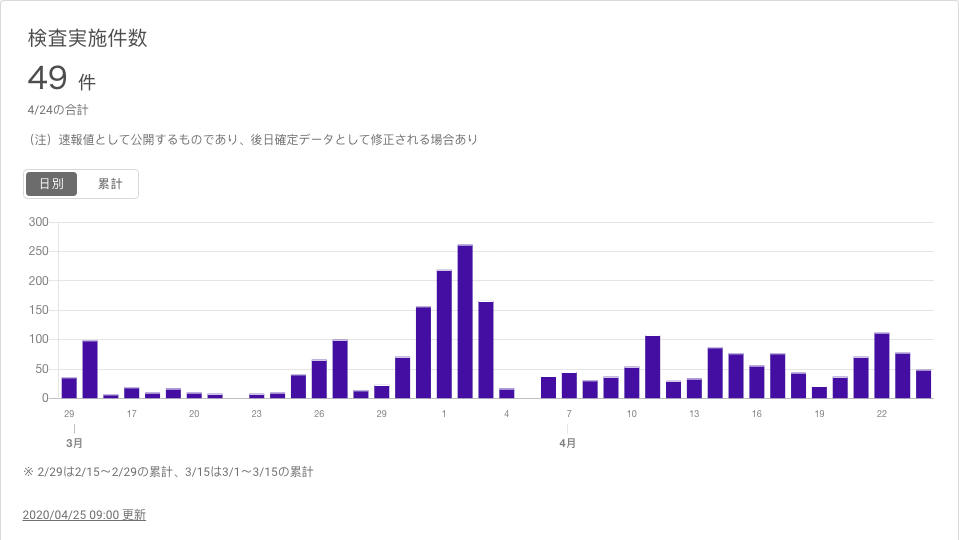 検査実施件数
49 件
4/24の合計
（注）速報値として公開するものであり、後日確定データとして修正される場合あり
日別 累計
300
250
200
150
100
50
0
29 17 20 23 26 29 1 4 7 10 13 16 19 22
3月 4月
※ 2/29は2/15〜2/29の累計、3/15は3/1〜3/15の累計
2020/04/25 09:00 更新